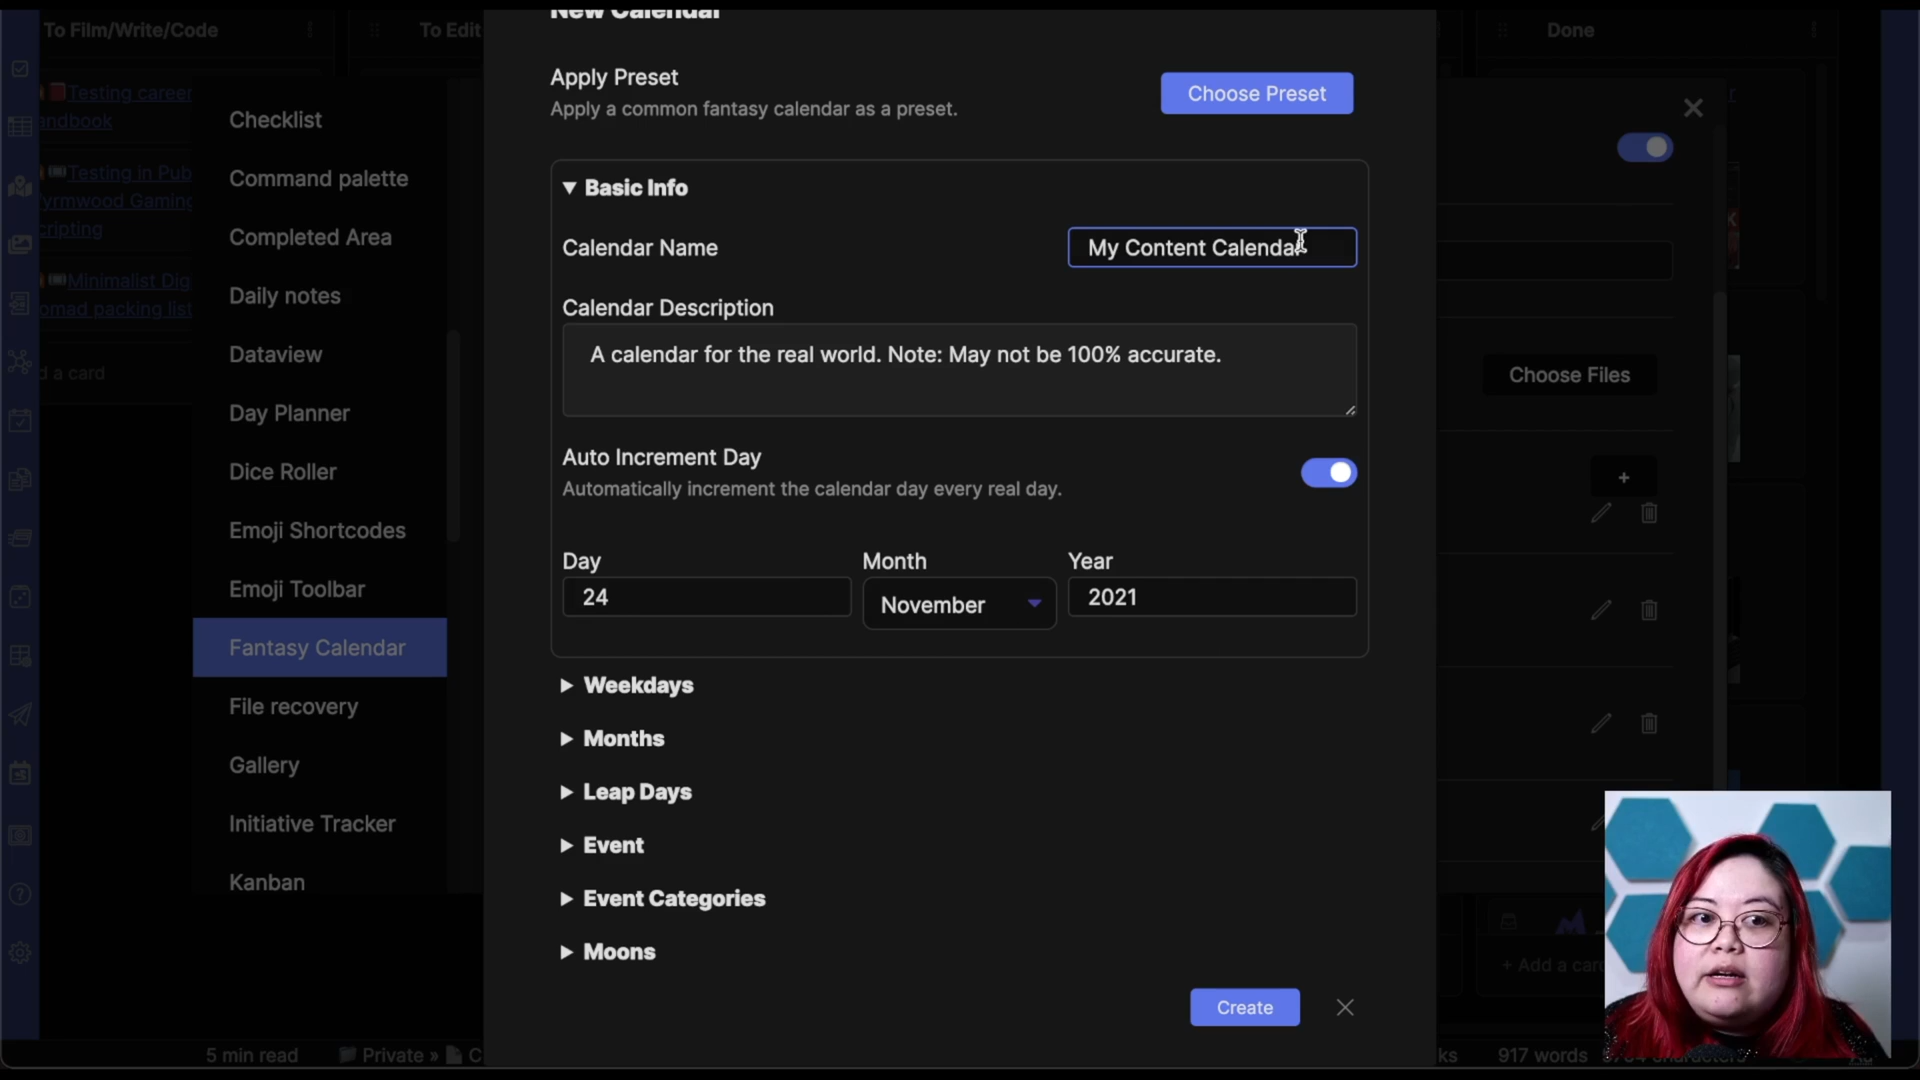 To Film/Write/Code
To Edit
New Calendar
Done
Testing career
andbook
Testing in Pub
yrmwood Gaming
cripting
Minimalist Dig
omad packing list
d a card
Checklist
Command palette
Completed Area
Daily notes
Dataview
Day Planner
Dice Roller
Emoji Shortcodes
Emoji Toolbar
Fantasy Calendar
File recovery
Gallery
Initiative Tracker
Kanban
Apply Preset
Apply a common fantasy calendar as a preset.
Choose Preset
Basic Info
Calendar Name
My Content Calendar
Calendar Description
A calendar for the real world. Note: May not be 100% accurate.
Auto Increment Day
Automatically increment the calendar day every real day.
Day
Month
Year
24
November
2021
Weekdays
Months
Leap Days
Event
Event Categories
Moons
Create
Choose Files
+
+ Add a card
5 min read
Private »
C
ks
917 words